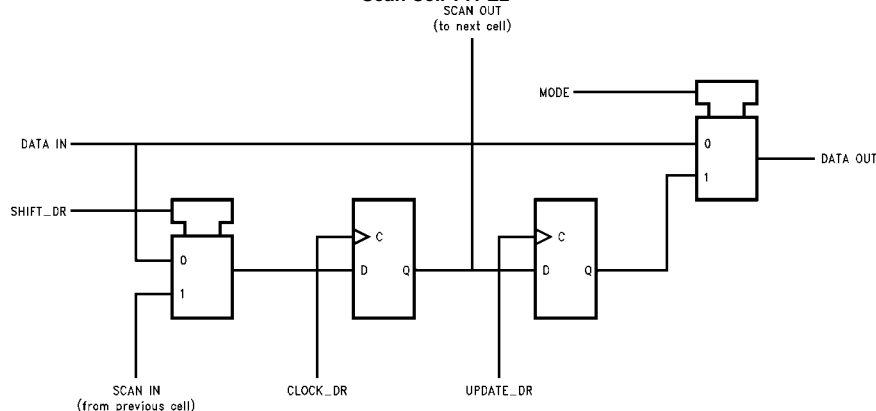 SCAN OUT
(to next cell)
MODE
DATA IN
0
DATA OUT
1
SHIFT_DR
C
C
0
D
Q
D
Q
1
SCAN IN
(from previous cell)
CLOCK_DR
UPDATE_DR